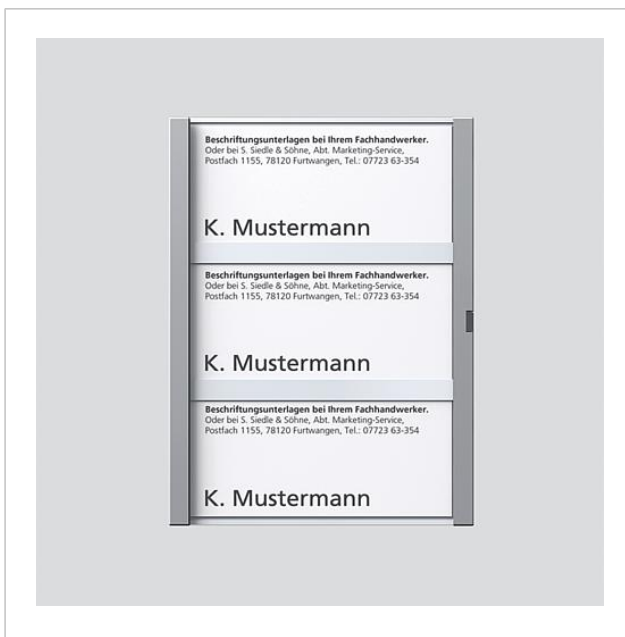 Beschriftungsunterlagen bei Ihrem Fachhandwerker.
Oder bei S. Siedle & Söhne, Abt. Marketing-Service,
Postfach 1155, 78120 Furtwangen, Tel.: 07723 63-354
K. Mustermann
Beschriftungsunterlagen bei Ihrem Fachhandwerker.
Oder bei S. Siedle & Söhne, Abt. Marketing-Service,
Postfach 1155, 78120 Furtwangen, Tel.: 07723 63-354
K. Mustermann
Beschriftungsunterlagen bei Ihrem Fachhandwerker.
Oder bei S. Siedle & Söhne, Abt. Marketing-Service,
Postfach 1155, 78120 Furtwangen, Tel.: 07723 63-354
K. Mustermann